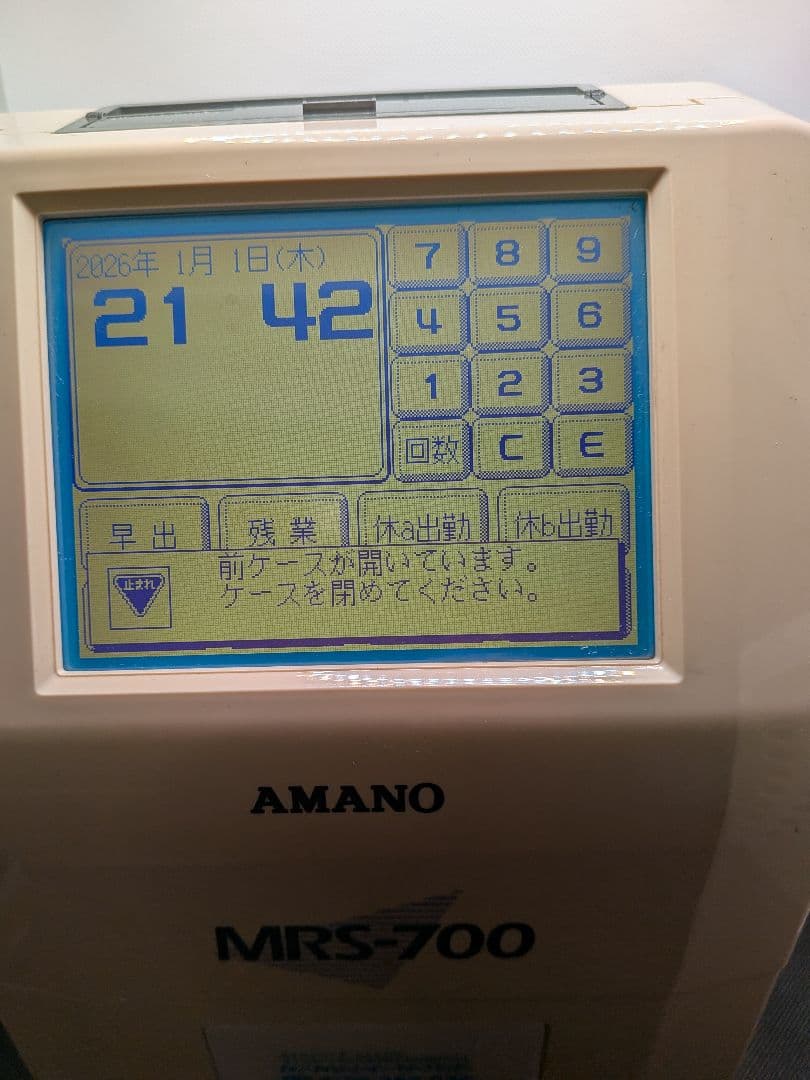 2026年 1月 1日(木)
21 42
7 8 9
4 5 6
1 2 3
回数 C E
早出 残業 休a出勤 休b出勤
止まれ
前ケースが開いています。
ケースを閉めてください。
AMANO
MRS-700